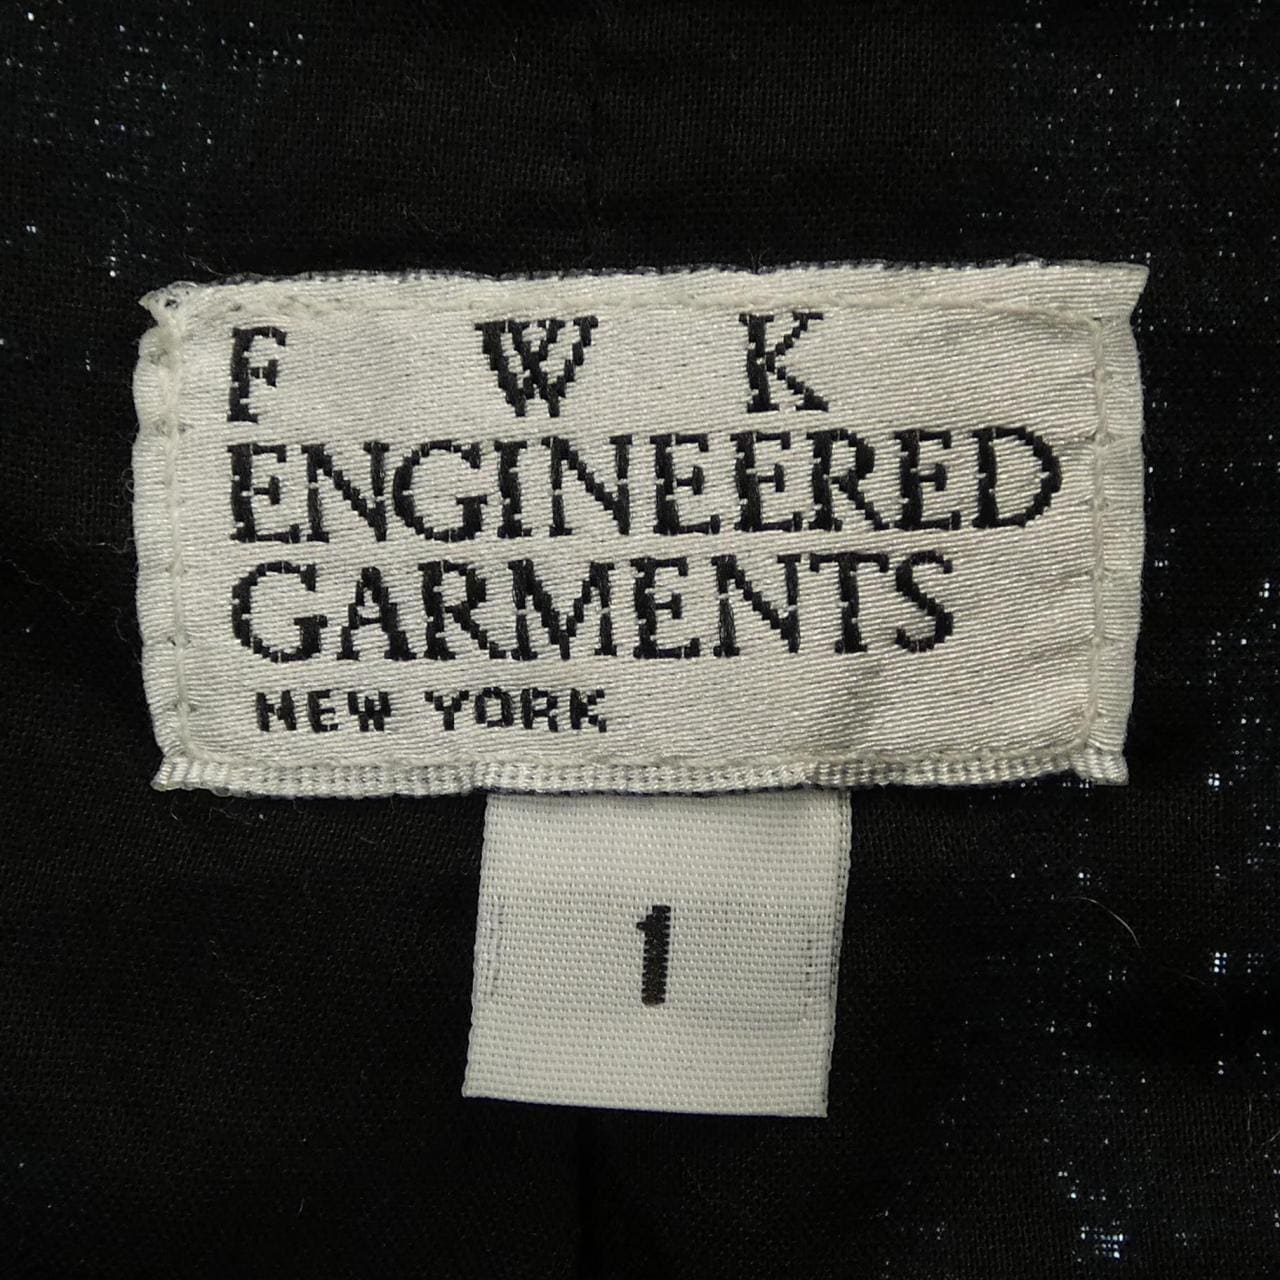 F W K
ENGINEERED
GARMENTS
NEW YORK
1